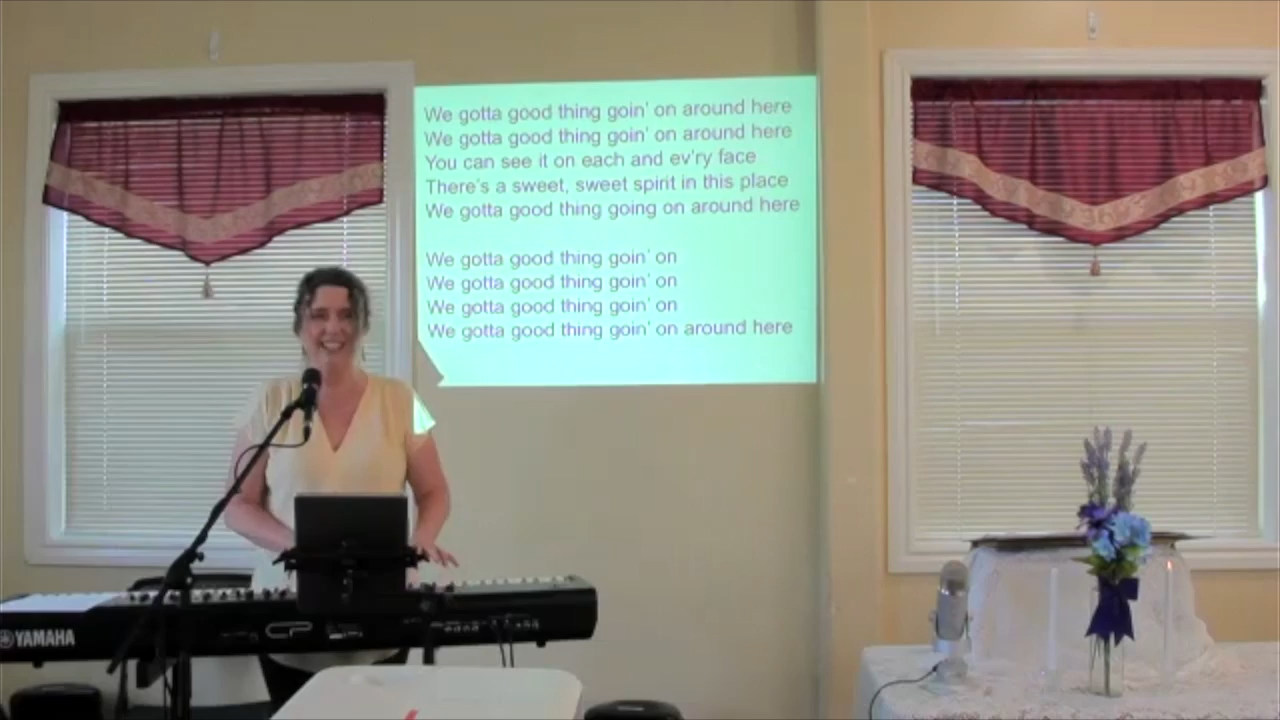 We gotta good thing goin' on around here
We gotta good thing goin' on around here
You can see it on each and ev'ry face
There's a sweet, sweet spirit in this place
We gotta good thing going on around here
We gotta good thing goin' on
We gotta good thing goin' on
We gotta good thing goin' on
We gotta good thing goin' on around here
YAMAHA
CP